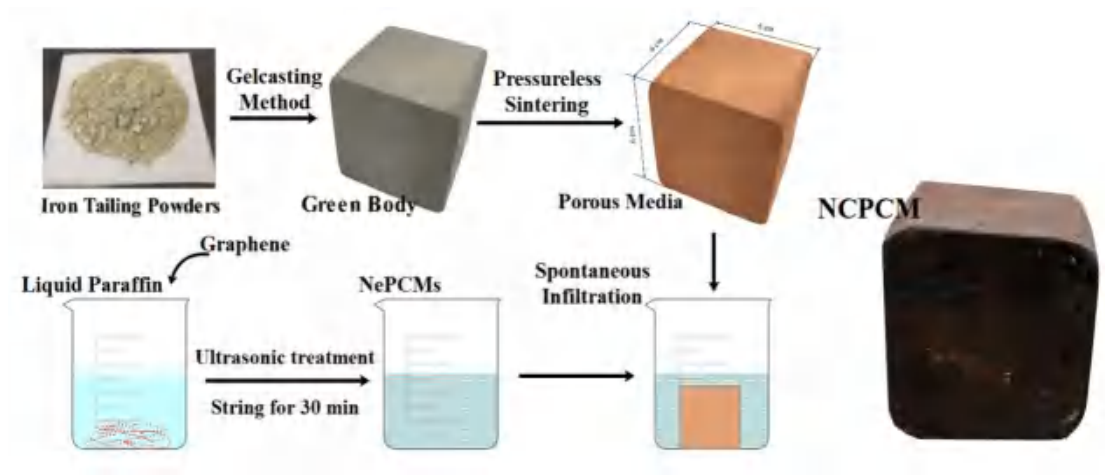 Gelcasting
Method
Pressureless
Sintering
Iron Tailing Powders
Green Body
Porous Media
NCPCM
Graphene
Liquid Paraffin
NePCMs
Spontaneous
Infiltration
Ultrasonic treatment
String for 30 min